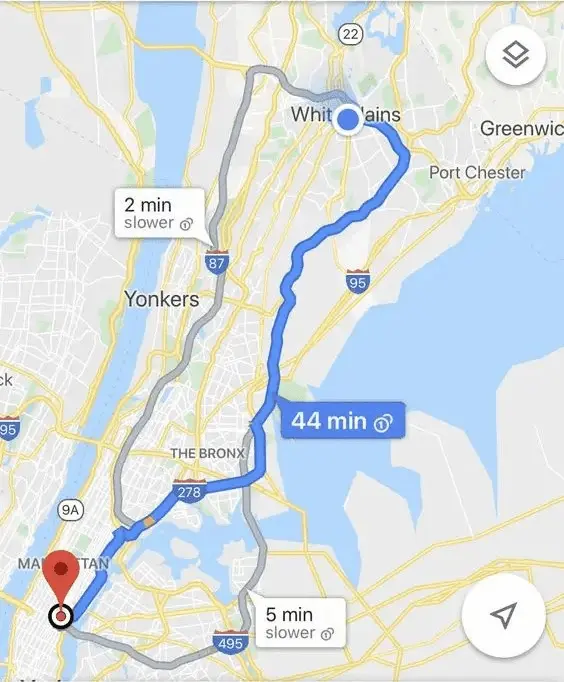 22
White Plains
Greenwic
Port Chester
2 min
slower
87
95
Yonkers
ck
95
44 min
THE BRONX
278
9A
MANHATTAN
5 min
slower
495